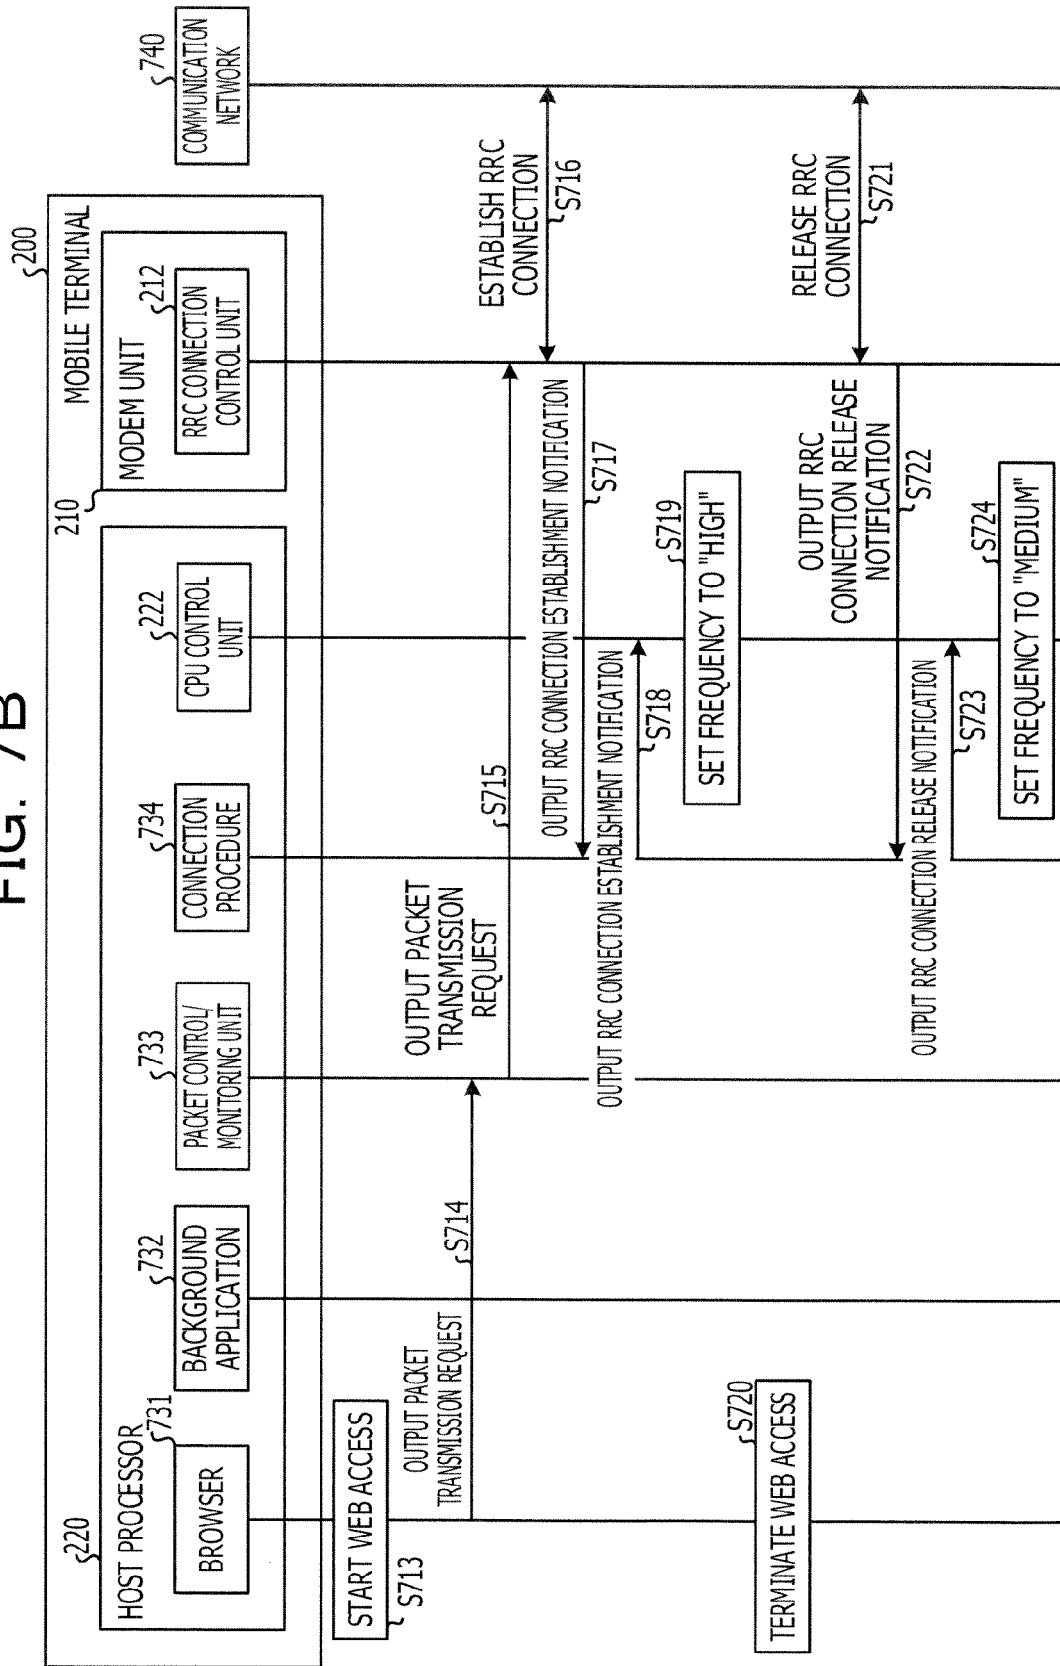 FIG. 7B
200
MOBILE TERMINAL
220
HOST PROCESSOR
731
BROWSER
732
BACKGROUND
APPLICATION
733
PACKET CONTROL/
MONITORING UNIT
734
CONNECTION
PROCEDURE
222
CPU CONTROL
UNIT
210
MODEM UNIT
212
RRC CONNECTION
CONTROL UNIT
740
COMMUNICATION
NETWORK
START WEB ACCESS
S713
OUTPUT PACKET
TRANSMISSION REQUEST
S714
OUTPUT PACKET
TRANSMISSION
REQUEST
S715
ESTABLISH RRC
CONNECTION
S716
OUTPUT RRC CONNECTION ESTABLISHMENT NOTIFICATION
S717
OUTPUT RRC CONNECTION ESTABLISHMENT NOTIFICATION
S718
S719
SET FREQUENCY TO "HIGH"
S720
TERMINATE WEB ACCESS
RELEASE RRC
CONNECTION
S721
OUTPUT RRC
CONNECTION RELEASE
NOTIFICATION
S722
OUTPUT RRC CONNECTION RELEASE NOTIFICATION
S723
S724
SET FREQUENCY TO "MEDIUM"